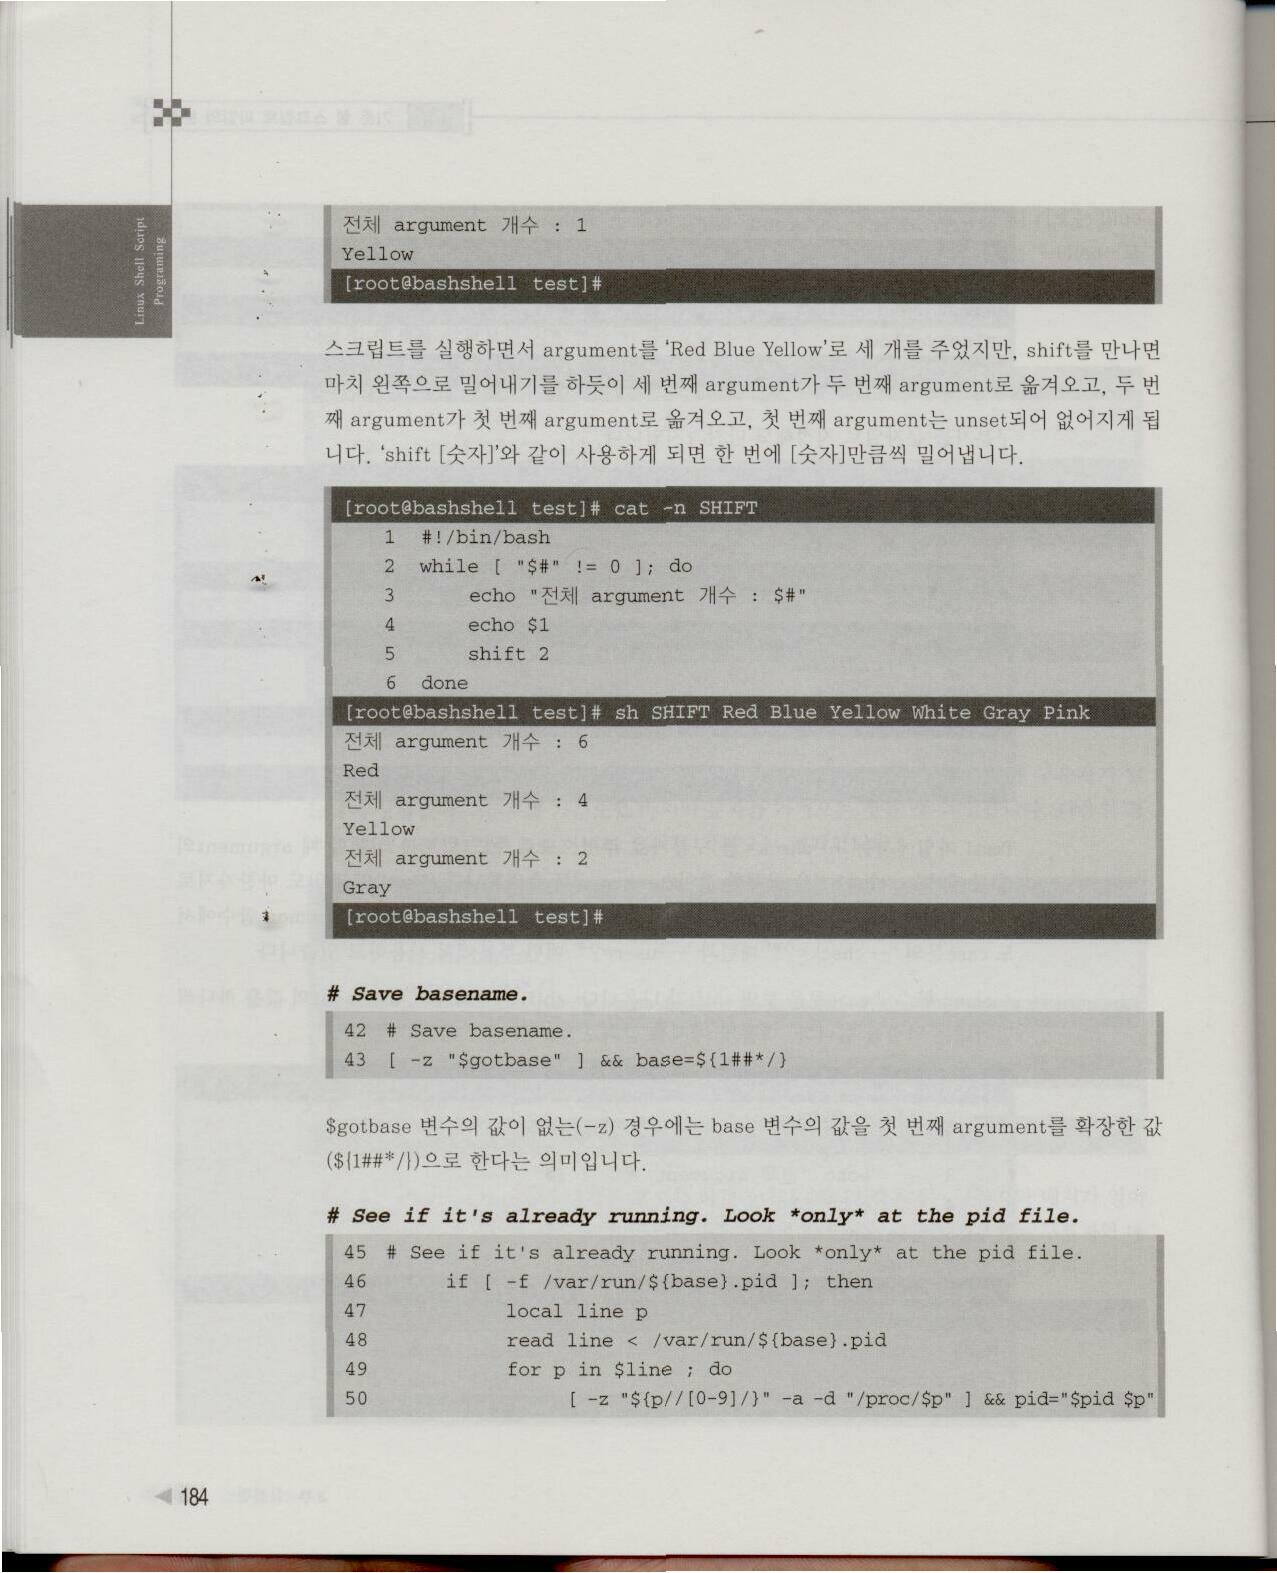 Linux Shell Script
Programing
전체 argument 개수 : 1
Yellow
[root@bashshell test]#
스크립트를 실행하면서 argument를 ‘Red Blue Yellow’로 세 개를 주었지만, shift를 만나면
마치 왼쪽으로 밀어내기를 하듯이 세 번째 argument가 두 번째 argument로 옮겨오고, 두 번
째 argument가 첫 번째 argument로 옮겨오고, 첫 번째 argument는 unset되어 없어지게 됩
니다. ‘shift [숫자]’와 같이 사용하게 되면 한 번에 [숫자]만큼씩 밀어냅니다.
[root@bashshell test]# cat -n SHIFT
1 #!/bin/bash
2 while [ "$#" != 0 ]; do
3 echo "전체 argument 개수 : $#"
4 echo $1
5 shift 2
6 done
[root@bashshell test]# sh SHIFT Red Blue Yellow White Gray Pink
전체 argument 개수 : 6
Red
전체 argument 개수 : 4
Yellow
전체 argument 개수 : 2
Gray
[root@bashshell test]#
# Save basename.
42 # Save basename.
43 [ -z "$gotbase" ] && base=${1##*/}
$gotbase 변수의 값이 없는(-z) 경우에는 base 변수의 값을 첫 번째 argument를 확장한 값
(${1##*/})으로 한다는 의미입니다.
# See if it's already running. Look *only* at the pid file.
45 # See if it's already running. Look *only* at the pid file.
46 if [ -f /var/run/${base}.pid ]; then
47 local line p
48 read line < /var/run/${base}.pid
49 for p in $line ; do
50 [ -z "${p//[0-9]/}" -a -d "/proc/$p" ] && pid="$pid $p"
184